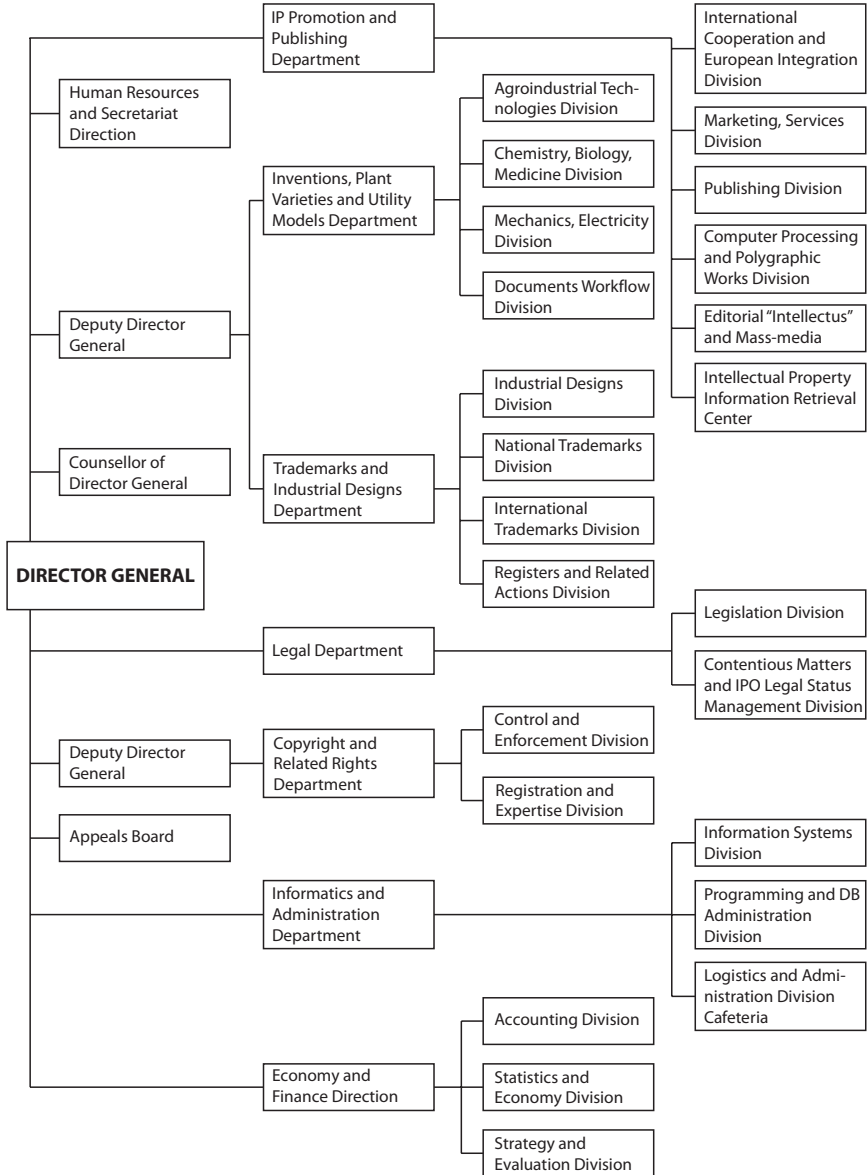 IP Promotion and
Publishing
Department
International
Cooperation and
European Integration
Division
Human Resources
and Secretariat
Direction
Agroindustrial Tech-
nologies Division
Marketing, Services
Division
Inventions, Plant
Varieties and Utility
Models Department
Chemistry, Biology,
Medicine Division
Publishing Division
Mechanics, Electricity
Division
Computer Processing
and Polygraphic
Works Division
Documents Workflow
Division
Deputy Director
General
Editorial “Intellectus”
and Mass-media
Industrial Designs
Division
Intellectual Property
Information Retrieval
Center
Counsellor of
Director General
Trademarks and
Industrial Designs
Department
National Trademarks
Division
International
Trademarks Division
DIRECTOR GENERAL
Registers and Related
Actions Division
Legal Department
Legislation Division
Contentious Matters
and IPO Legal Status
Management Division
Deputy Director
General
Copyright and
Related Rights
Department
Control and
Enforcement Division
Registration and
Expertise Division
Appeals Board
Informatics and
Administration
Department
Information Systems
Division
Programming and DB
Administration
Division
Logistics and Admi-
nistration Division
Cafeteria
Economy and
Finance Direction
Accounting Division
Statistics and
Economy Division
Strategy and
Evaluation Division